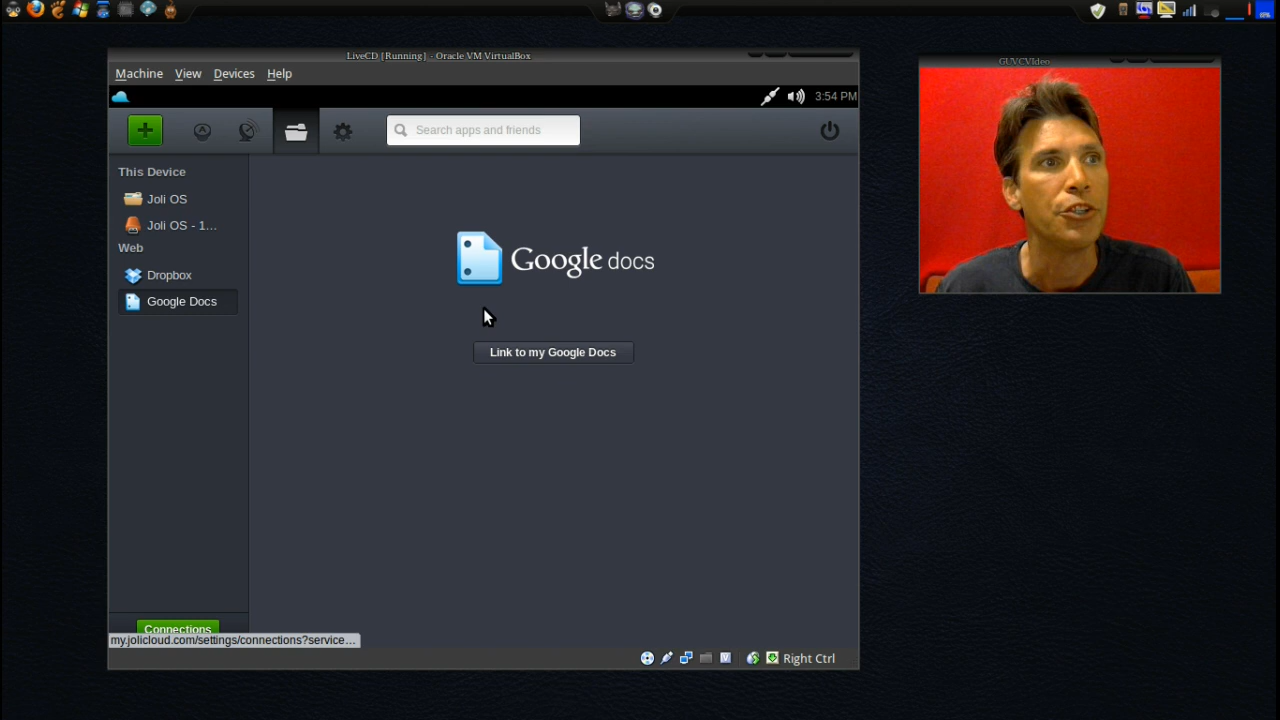 LiveCD [Running] - Oracle VM VirtualBox
GUVCVIdeo
Machine View Devices Help
3:54 PM
Search apps and friends
This Device
Joli OS
Joli OS - 1...
Web
Dropbox
Google Docs
Google docs
Link to my Google Docs
Connections
my.jolicloud.com/settings/connections?service...
Right Ctrl